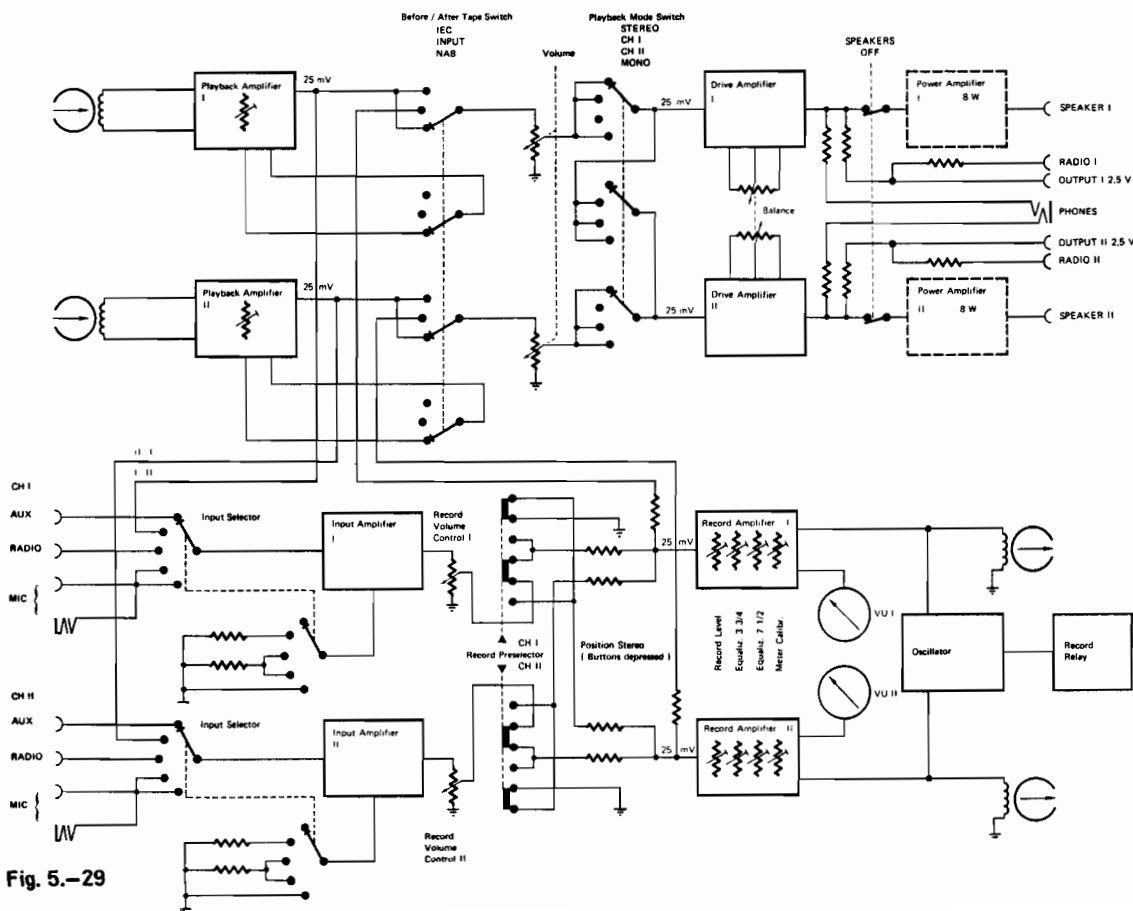 Before / After Tape Switch
IEC
INPUT
NAB
Playback Mode Switch
STEREO
CH I
CH II
MONO
Volume
SPEAKERS
OFF
Playback Amplifier
I
25 mV
25 mV
Drive Amplifier
I
Power Amplifier
I 8 W
SPEAKER I
RADIO I
OUTPUT I 2,5 V
PHONES
Balance
OUTPUT II 2,5 V
RADIO II
Playback Amplifier
II
25 mV
25 mV
Drive Amplifier
II
Power Amplifier
II 8 W
SPEAKER II
CH I
AUX
RADIO
MIC
Input Selector
Input Amplifier
I
Record
Volume
Control I
25 mV
Record Amplifier I
VU I
Record Level
Equaliz. 3 3/4
Equaliz. 7 1/2
Meter Calibr.
CH I
Record Preselector
CH II
Position Stereo
( Buttons depressed )
Oscillator
Record
Relay
VU II
CH II
AUX
RADIO
MIC
Input Selector
Input Amplifier
II
25 mV
Record Amplifier II
Record
Volume
Control II
Fig. 5.—29